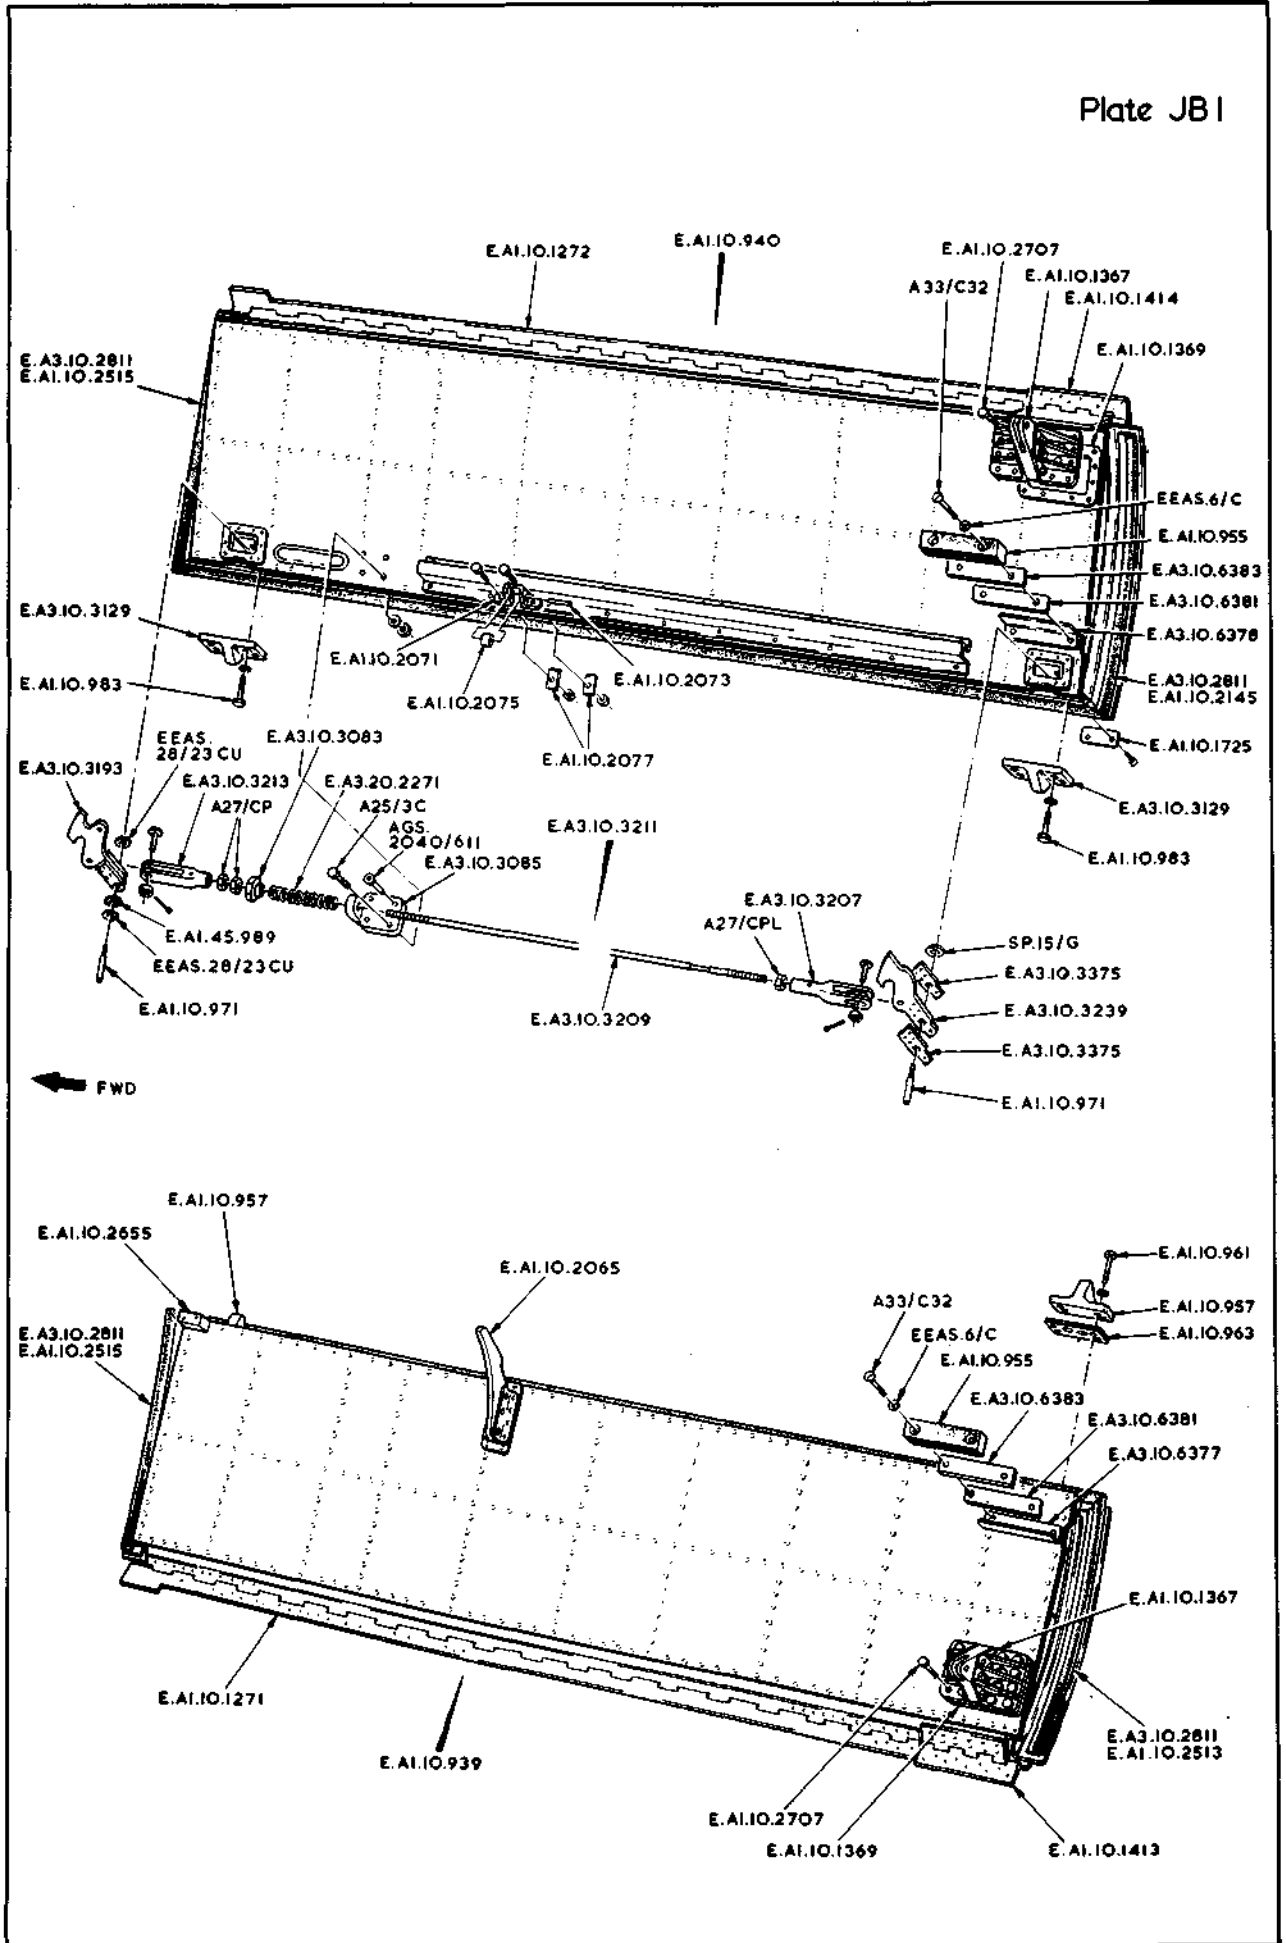 Plate JB1
E.A1.10.1272
E.A1.10.940
E.A1.10.2707
E.A1.10.1367
A33/C32
E.A1.10.1414
E.A1.10.1369
E.A3.10.2811
E.A1.10.2515
EEAS.6/C
E.A1.10.955
E.A3.10.6383
E.A3.10.6381
E.A3.10.6378
E.A3.10.3129
E.A1.10.2071
E.A1.10.983
E.A1.10.2075
E.A1.10.2073
E.A3.10.2811
E.A1.10.2145
EEAS.
28/23 CU
E.A3.10.3083
E.A1.10.2077
E.A1.10.1725
E.A3.10.3193
E.A3.10.3213
E.A3.20.2271
A27/CP
A25/3C
AGS.
2040/611
E.A3.10.3085
E.A3.10.3211
E.A3.10.3129
E.A1.10.983
E.A3.10.3207
A27/CPL
E.A1.45.989
EEAS.28/23CU
E.A1.10.971
SP.15/G
E.A3.10.3375
E.A3.10.3239
E.A3.10.3209
E.A3.10.3375
E.A1.10.971
FWD
E.A1.10.957
E.A1.10.2655
E.A1.10.2065
E.A1.10.961
E.A1.10.957
E.A1.10.963
A33/C32
EEAS.6/C
E.A1.10.955
E.A3.10.2811
E.A1.10.2515
E.A3.10.6383
E.A3.10.6381
E.A3.10.6377
E.A1.10.1367
E.A1.10.1271
E.A1.10.939
E.A3.10.2811
E.A1.10.2513
E.A1.10.2707
E.A1.10.1369
E.A1.10.1413